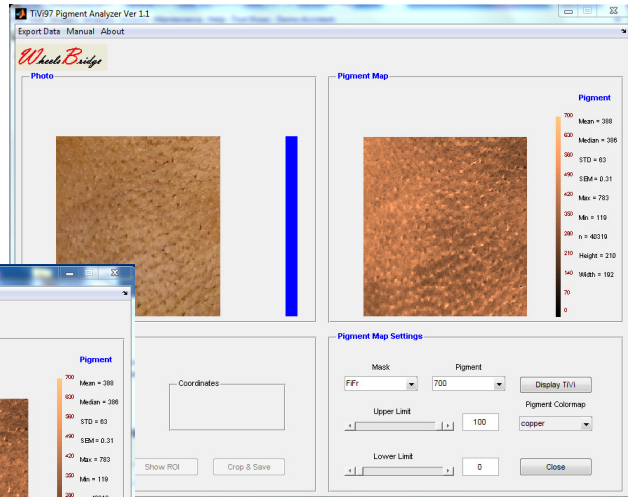 TiVi97 Pigment Analyzer Ver 1.1
Export Data Manual About
WheelsBridge
Photo
Pigment Map
Pigment
700
630
560
490
420
350
280
210
140
70
0
Mean = 388
Median = 386
STD = 63
SEM = 0.31
Max = 783
Min = 119
n = 40319
Height = 210
Width = 192
Pigment
700
630
560
490
420
350
280
Mean = 388
Median = 386
STD = 63
SEM = 0.31
Max = 783
Min = 119
Coordinates
Show ROI
Crop & Save
Pigment Map Settings
Mask
Pigment
FiFr
700
Display TiVi
Upper Limit
100
Pigment Colormap
copper
Lower Limit
0
Close